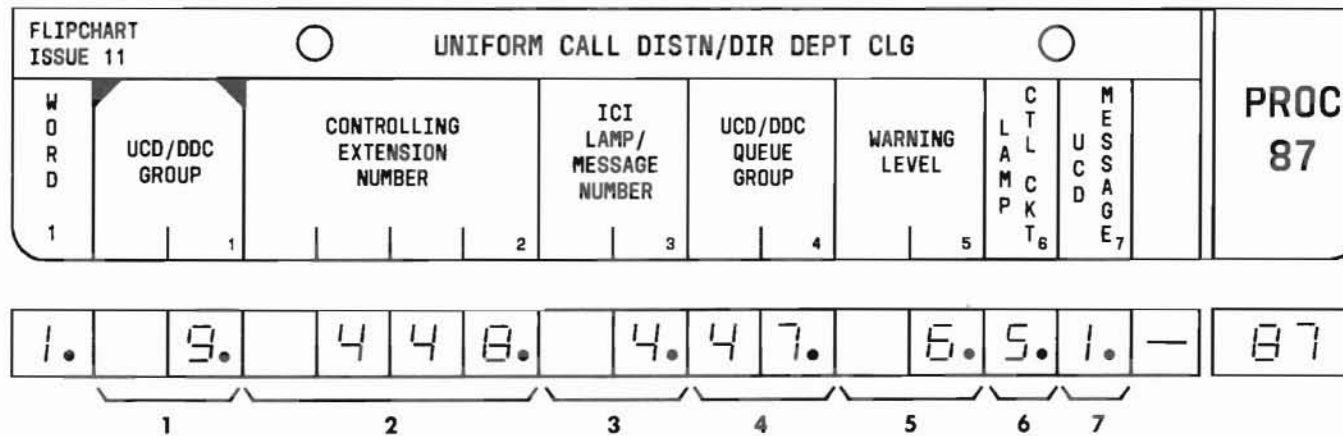 FLIPCHART
ISSUE 11
UNIFORM CALL DISTN/DIR DEPT CLG
WORD 1
UCD/DDC
GROUP
1
CONTROLLING
EXTENSION
NUMBER
2
ICI
LAMP/
MESSAGE
NUMBER
3
UCD/DDC
QUEUE
GROUP
4
WARNING
LEVEL
5
CTL CKT
LAMP
6
MESSAGE
UCD
7
PROC
87
1. 9. 4 4 8. 4. 4 7. 6. 5. 1. — 87
1 2 3 4 5 6 7